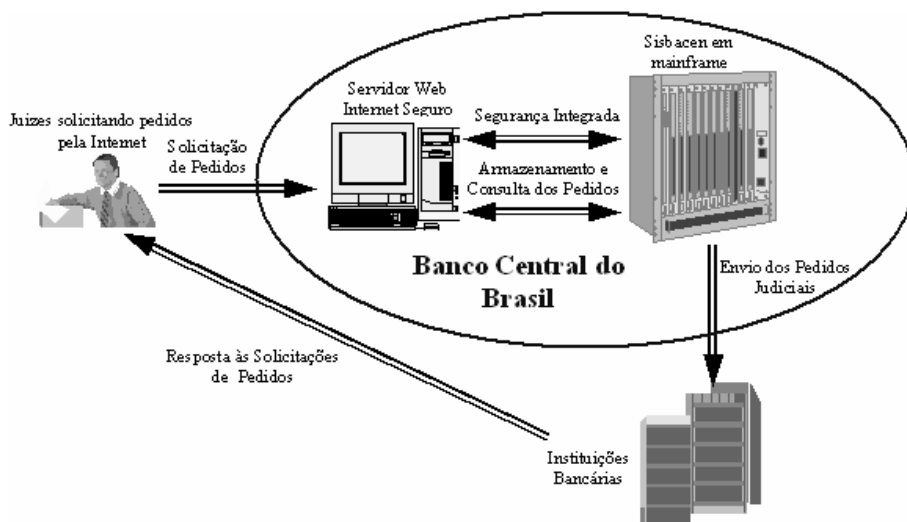 Sisbacen em
mainframe
Servidor Web
Internet Seguro
Juizes solicitando pedidos
pela Internet
Segurança Integrada
Solicitação
de Pedidos
Armazenamento e
Consulta dos Pedidos
Banco Central do
Brasil
Envio dos Pedidos
Judiciais
Resposta às Solicitações
de Pedidos
Instituições
Bancárias